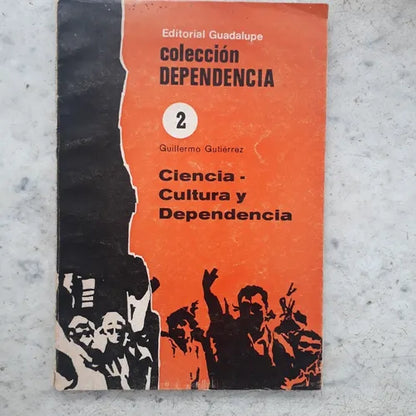 Editorial Guadalupe
colección
DEPENDENCIA
2
Guillermo Gutiérrez
Ciencia -
Cultura y
Dependencia